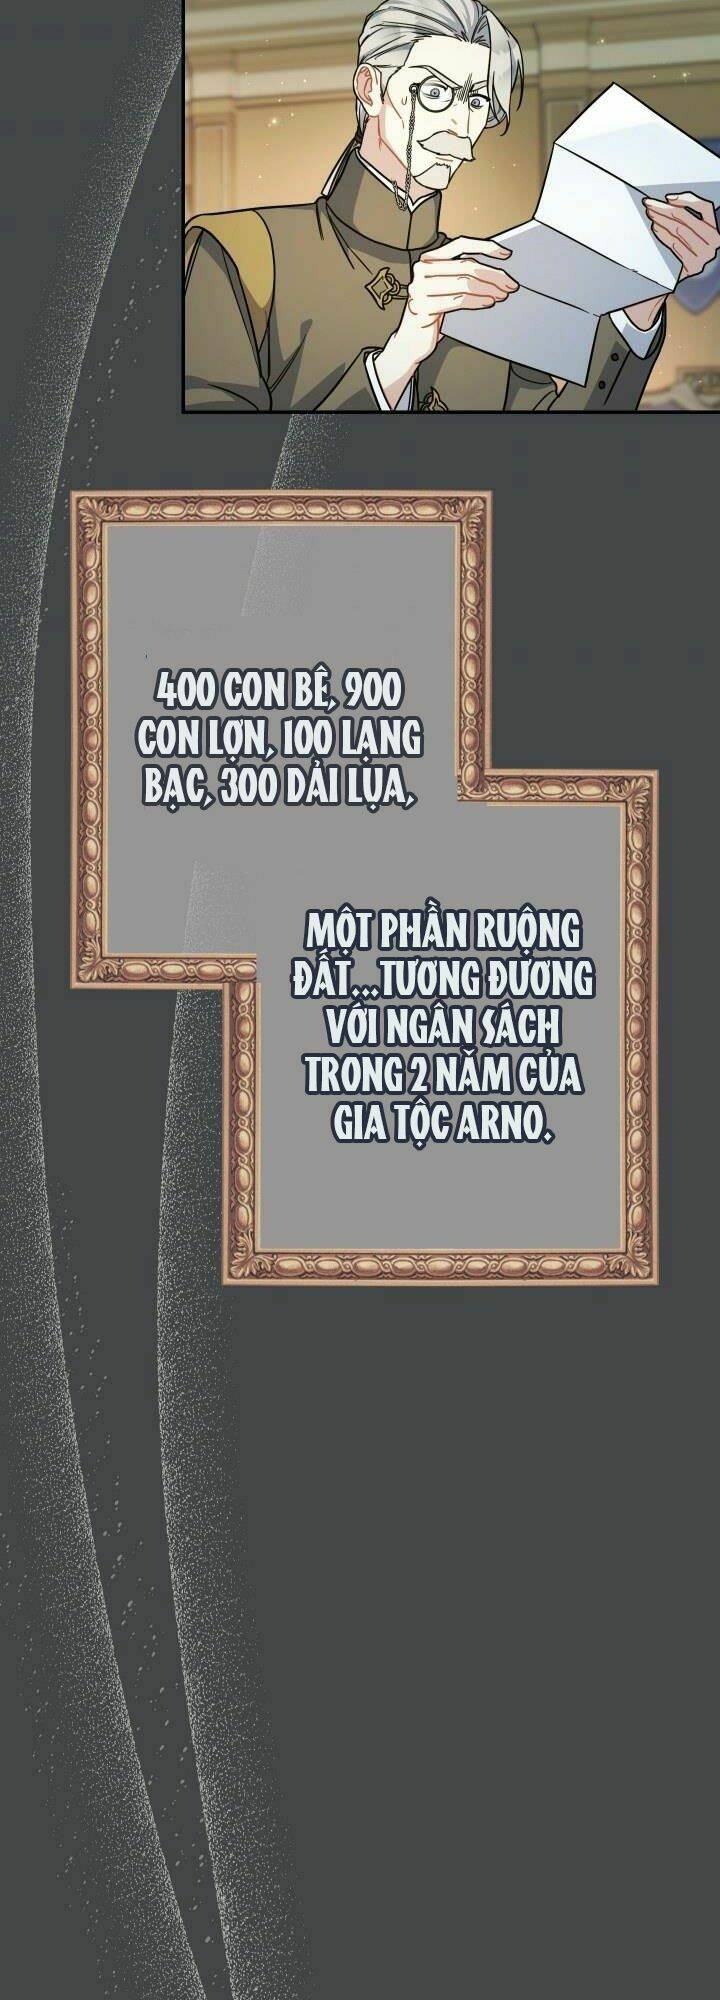 400 CON BÊ, 900
CON LỢN, 100 LẠNG
BẠC, 300 DẢI LỤA,
MỘT PHẦN RUỘNG
ĐẤT...TƯƠNG ĐƯƠNG
VỚI NGÂN SÁCH
TRONG 2 NĂM CỦA
GIA TỘC ARNO.